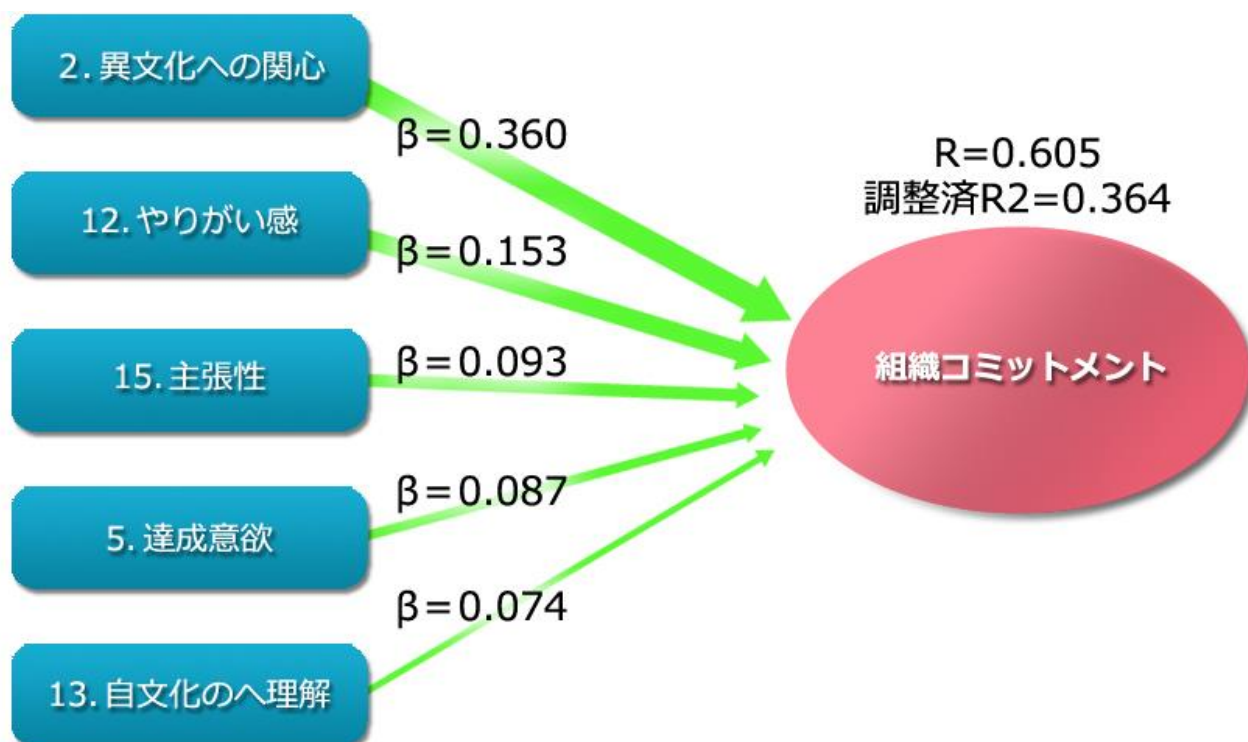 2. 異文化への関心
β=0.360
R=0.605
調整済R2=0.364
12. やりがい感
β=0.153
15. 主張性
β=0.093
組織コミットメント
5. 達成意欲
β=0.087
13. 自文化のへ理解
β=0.074